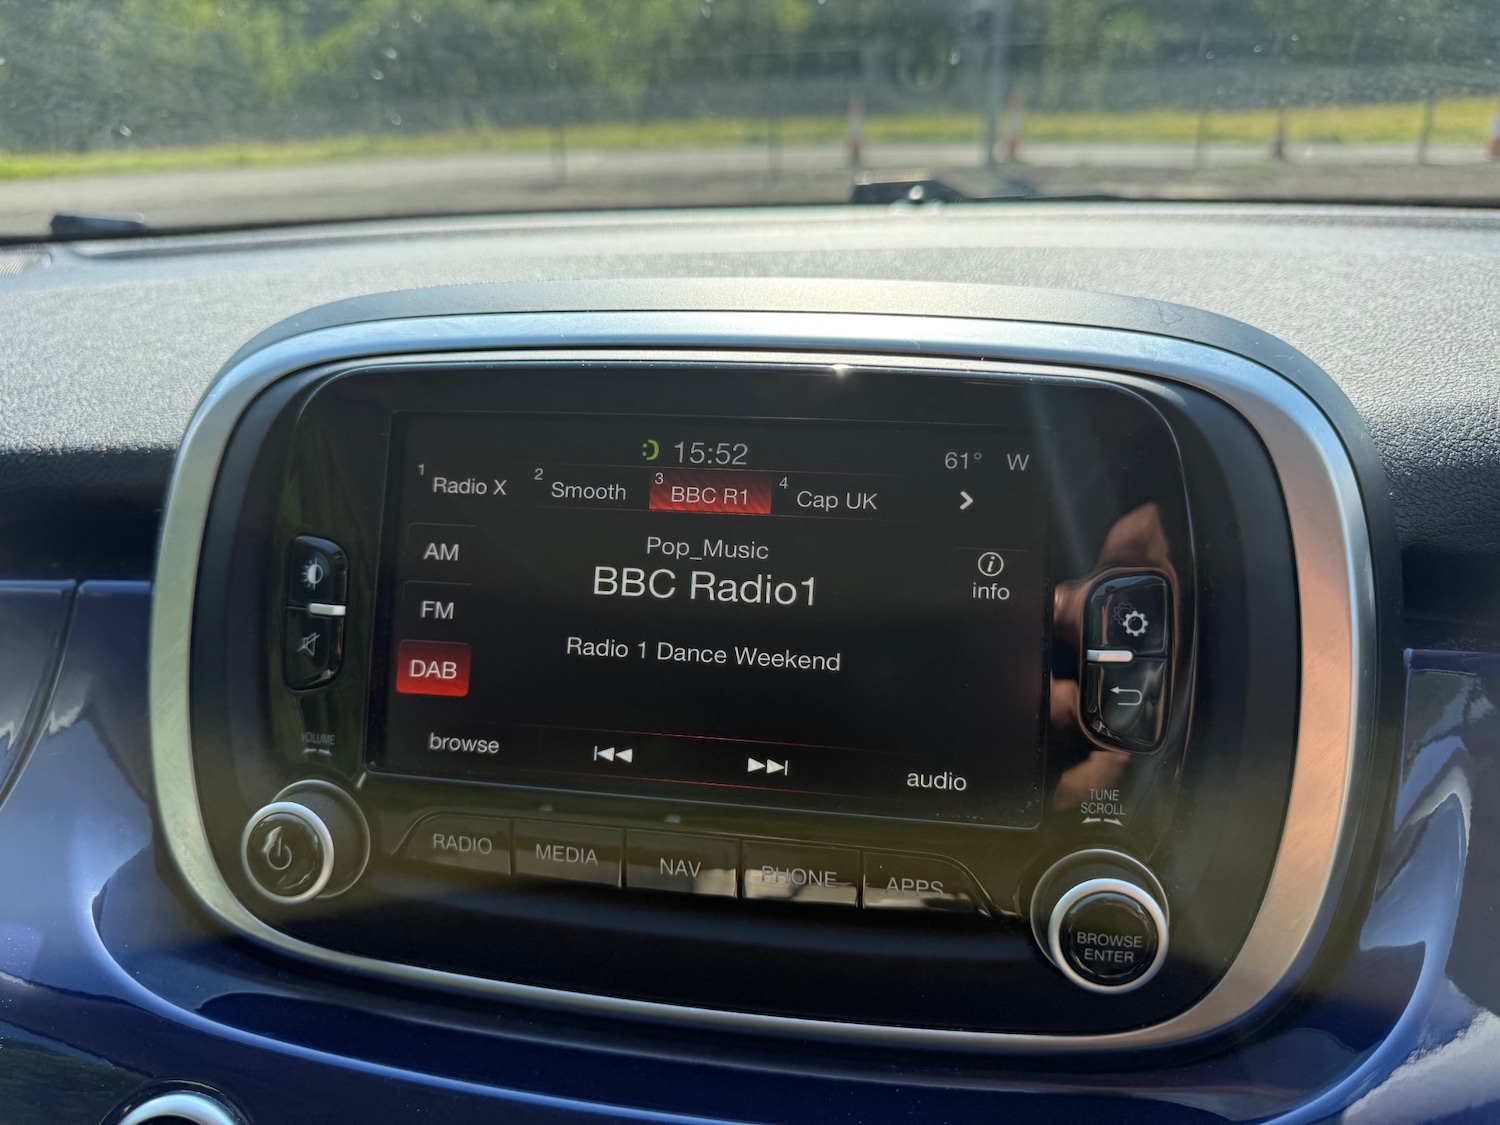 15:52
61° W
1 Radio X 2 Smooth 3 BBC R1 4 Cap UK
AM
FM
DAB
Pop_Music
BBC Radio1
Radio 1 Dance Weekend
info
browse
audio
VOLUME
TUNE
SCROLL
RADIO MEDIA NAV PHONE APPS
BROWSE
ENTER